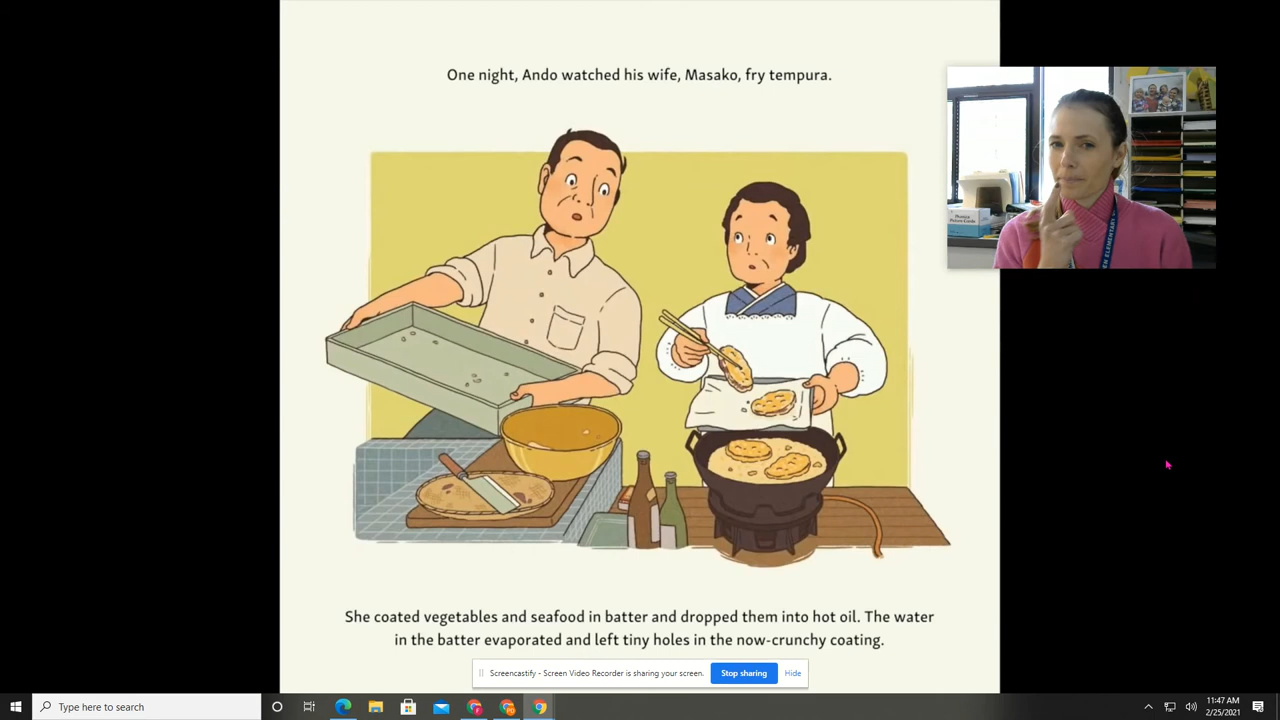 One night, Ando watched his wife, Masako, fry tempura.
She coated vegetables and seafood in batter and dropped them into hot oil. The water
in the batter evaporated and left tiny holes in the now-crunchy coating.
Screencastify - Screen Video Recorder is sharing your screen.
Stop sharing
Hide
Type here to search
11:47 AM
2/25/2021